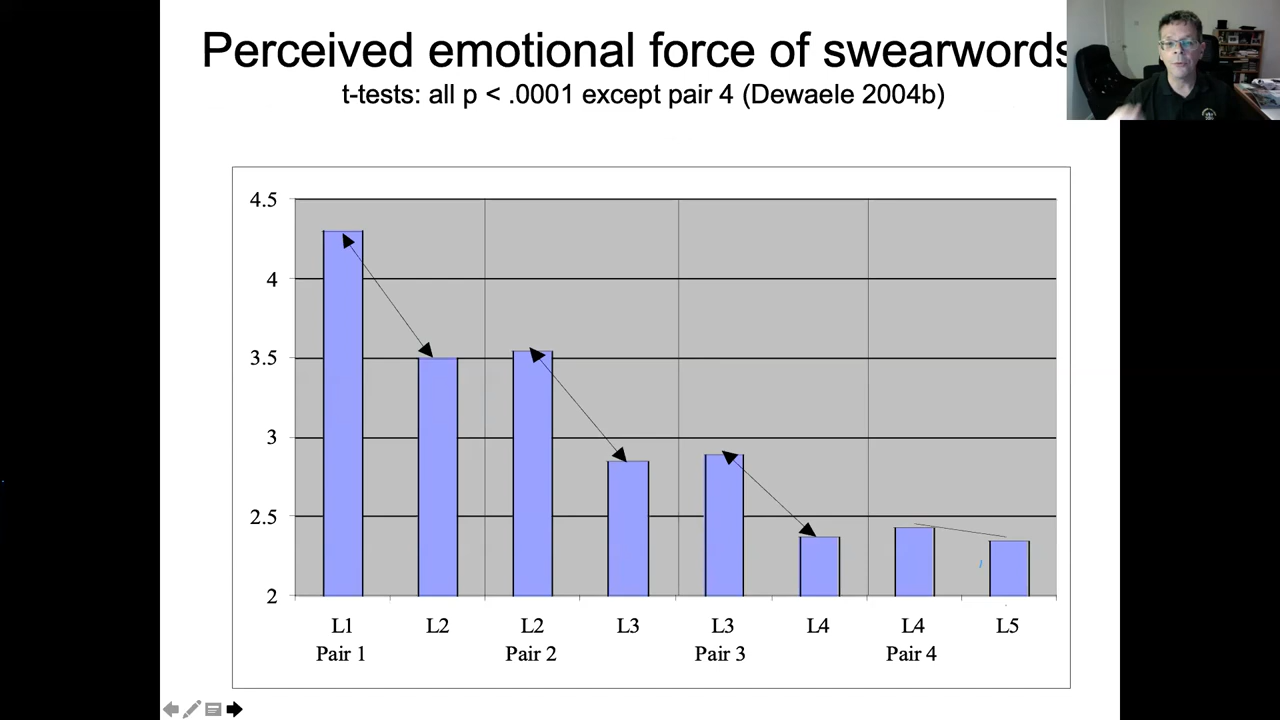 Perceived emotional force of swearwords
t-tests: all p < .0001 except pair 4 (Dewaele 2004b)
4.5
4
3.5
3
2.5
2
L1 L2 L2 L3 L3 L4 L4 L5
Pair 1 Pair 2 Pair 3 Pair 4